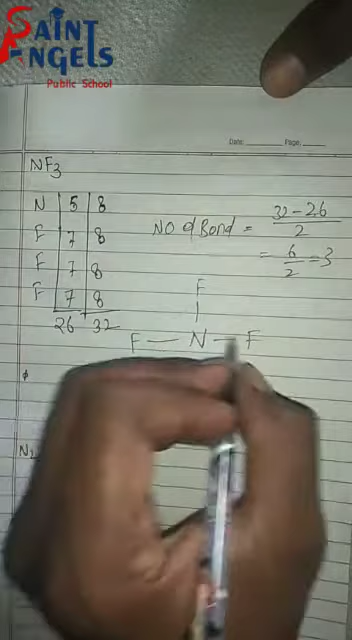 SAINT
ANGELS
Public School
Date: Page:
NF3
N 5 8
F 7 8
F 7 8
F 7 8
26 32
NO of Bond = 32-26
2
= 6/2 = 3
F
|
F — N — F
N2